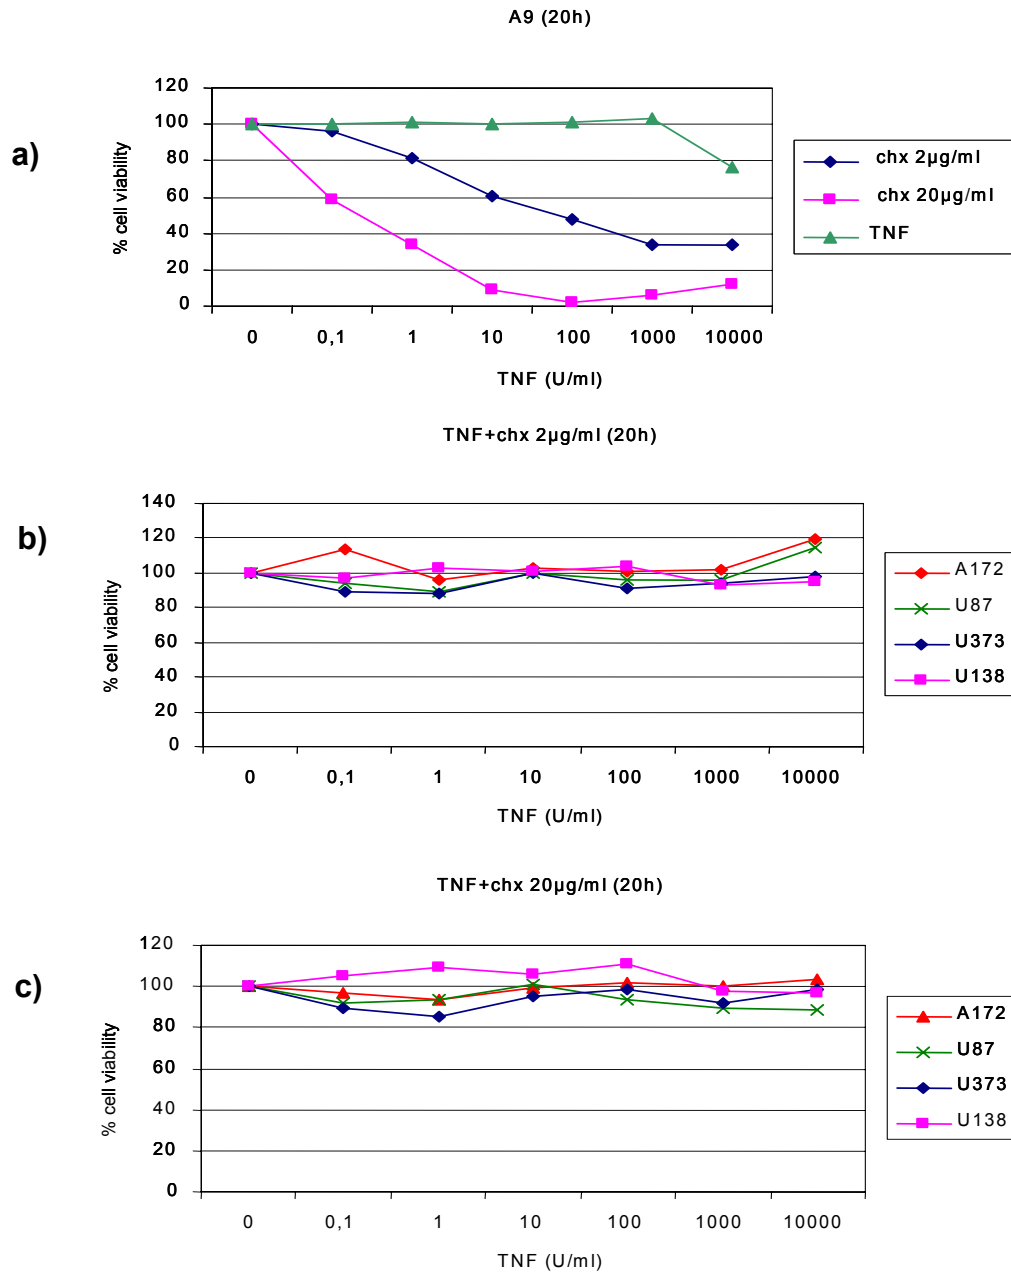 A9 (20h)
a)
% cell viability
120
100
80
60
40
20
0
0 0,1 1 10 100 1000 10000
TNF (U/ml)
chx 2µg/ml
chx 20µg/ml
TNF
TNF+chx 2µg/ml (20h)
b)
% cell viability
140
120
100
80
60
40
20
0
0 0,1 1 10 100 1000 10000
TNF (U/ml)
A172
U87
U373
U138
TNF+chx 20µg/ml (20h)
c)
% cell viability
120
100
80
60
40
20
0
0 0,1 1 10 100 1000 10000
TNF (U/ml)
A172
U87
U373
U138